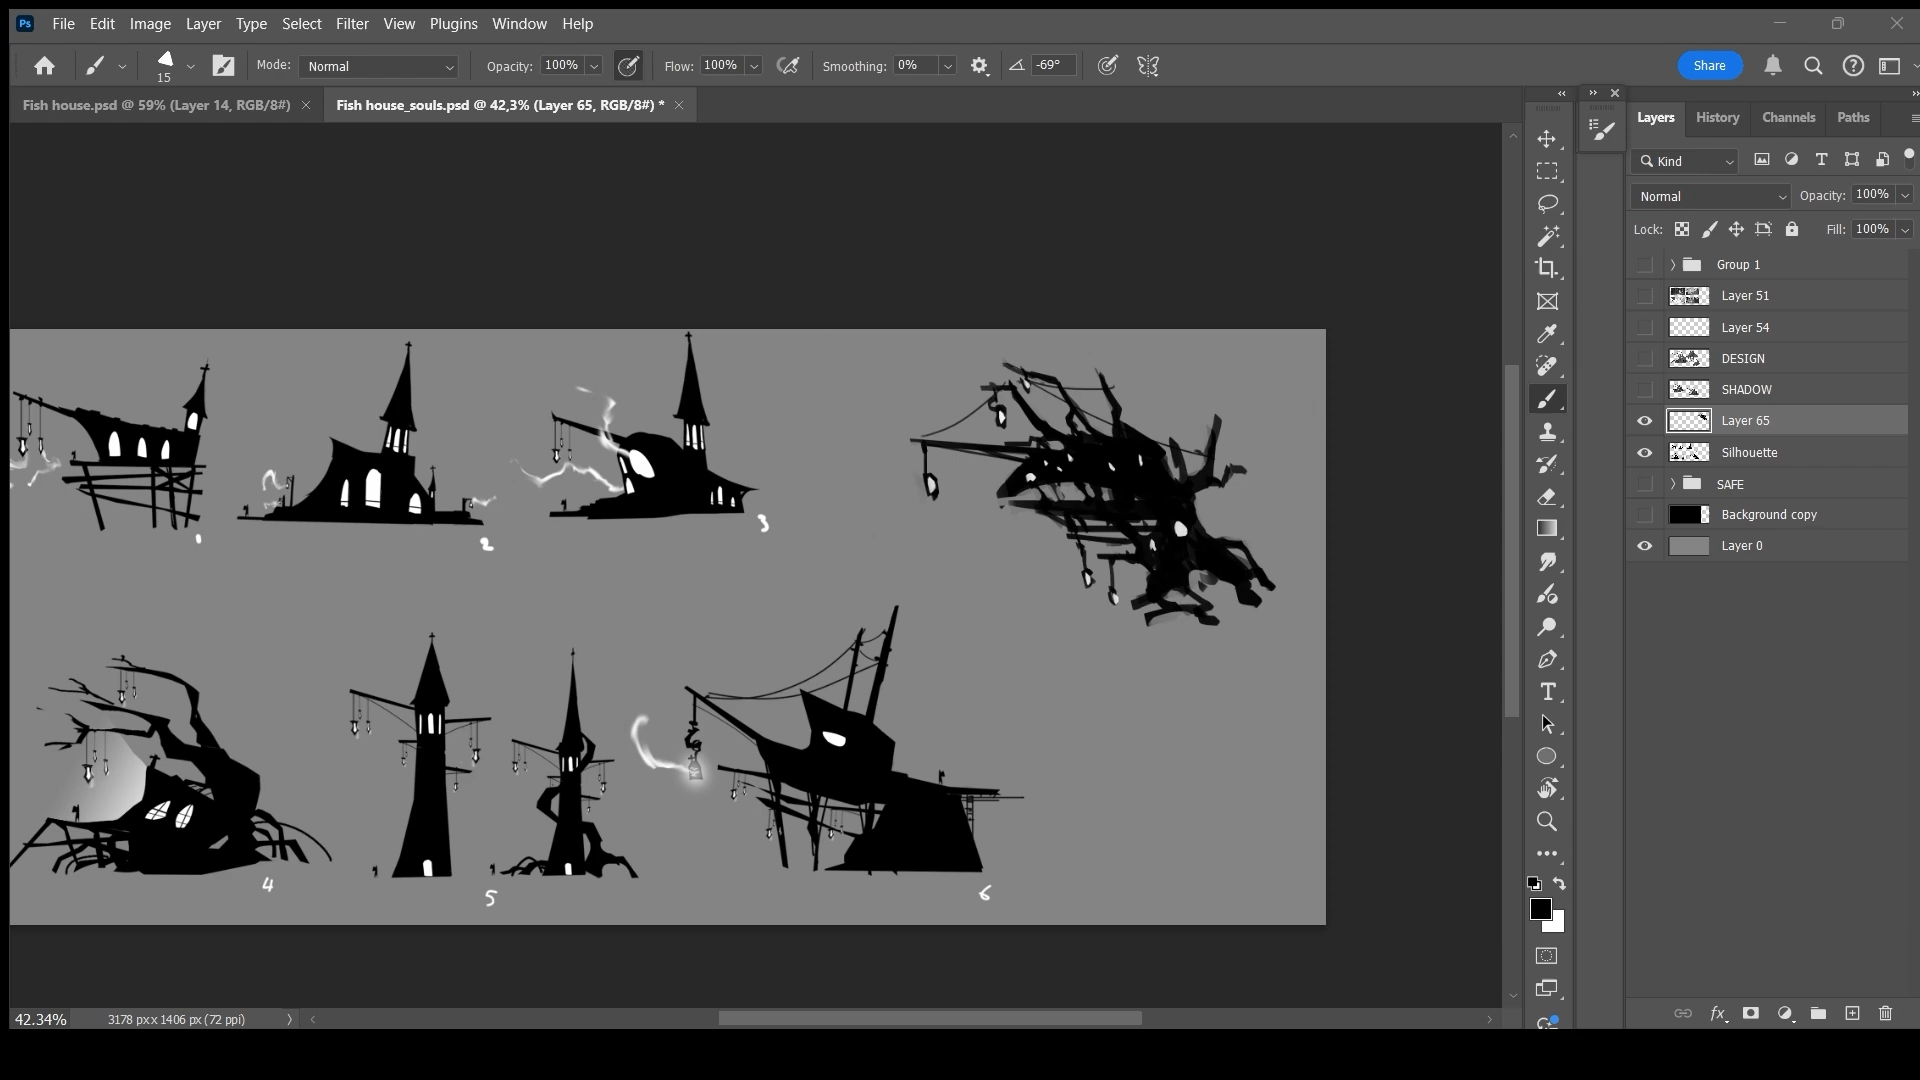 Ps File Edit Image Layer Type Select Filter View Plugins Window Help
15 Mode: Normal Opacity: 100% Flow: 100% Smoothing: 0% -69° Share
Fish house.psd @ 59% (Layer 14, RGB/8#) Fish house_souls.psd @ 42,3% (Layer 65, RGB/8#) *
Layers History Channels Paths
Kind
Normal Opacity: 100%
Lock: Fill: 100%
Group 1
Layer 51
Layer 54
DESIGN
SHADOW
Layer 65
Silhouette
SAFE
Background copy
Layer 0
1 2 3
4 5 6
42.34% 3178 px x 1406 px (72 ppi)
fx